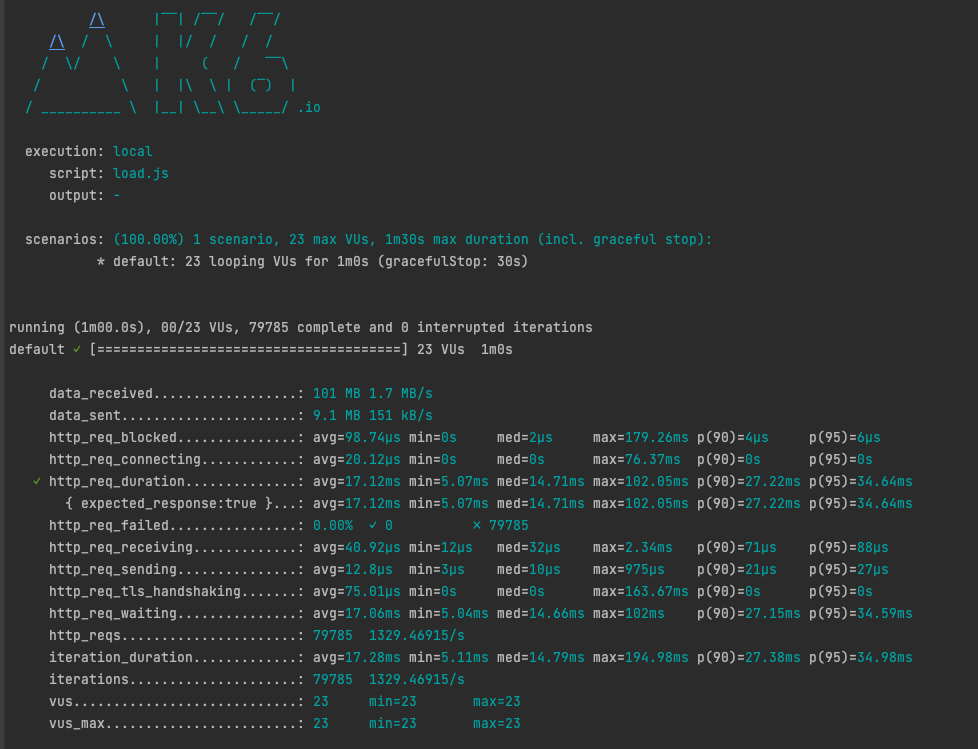 /\      |‾‾| /‾‾/   /‾‾/
     /\  /  \     |  |/  /   /  /
    /  \/    \    |     (   /   ‾‾\
   /          \   |  |\  \ |  (‾)  |
  / __________ \  |__| \__\ \_____/ .io
  execution: local
     script: load.js
     output: -
  scenarios: (100.00%) 1 scenario, 23 max VUs, 1m30s max duration (incl. graceful stop):
           * default: 23 looping VUs for 1m0s (gracefulStop: 30s)
running (1m00.0s), 00/23 VUs, 79785 complete and 0 interrupted iterations
default ✓ [======================================] 23 VUs  1m0s
     data_received..................: 101 MB 1.7 MB/s
     data_sent......................: 9.1 MB 151 kB/s
     http_req_blocked...............: avg=98.74µs min=0s     med=2µs     max=179.26ms p(90)=4µs     p(95)=6µs
     http_req_connecting............: avg=20.12µs min=0s     med=0s      max=76.37ms  p(90)=0s      p(95)=0s
   ✓ http_req_duration..............: avg=17.12ms min=5.07ms med=14.71ms max=102.05ms p(90)=27.22ms p(95)=34.64ms
       { expected_response:true }...: avg=17.12ms min=5.07ms med=14.71ms max=102.05ms p(90)=27.22ms p(95)=34.64ms
     http_req_failed................: 0.00%  ✓ 0          ✗ 79785
     http_req_receiving.............: avg=40.92µs min=12µs   med=32µs    max=2.34ms   p(90)=71µs    p(95)=88µs
     http_req_sending...............: avg=12.8µs  min=3µs    med=10µs    max=975µs    p(90)=21µs    p(95)=27µs
     http_req_tls_handshaking.......: avg=75.01µs min=0s     med=0s      max=163.67ms p(90)=0s      p(95)=0s
     http_req_waiting...............: avg=17.06ms min=5.04ms med=14.66ms max=102ms    p(90)=27.15ms p(95)=34.59ms
     http_reqs......................: 79785  1329.46915/s
     iteration_duration.............: avg=17.28ms min=5.11ms med=14.79ms max=194.98ms p(90)=27.38ms p(95)=34.98ms
     iterations.....................: 79785  1329.46915/s
     vus............................: 23     min=23       max=23
     vus_max........................: 23     min=23       max=23